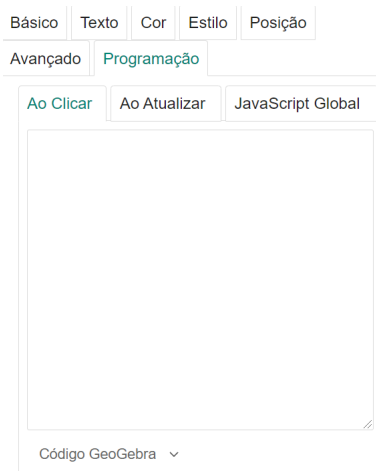 Básico Texto Cor Estilo Posição
Avançado Programação
Ao Clicar Ao Atualizar JavaScript Global
Código GeoGebra